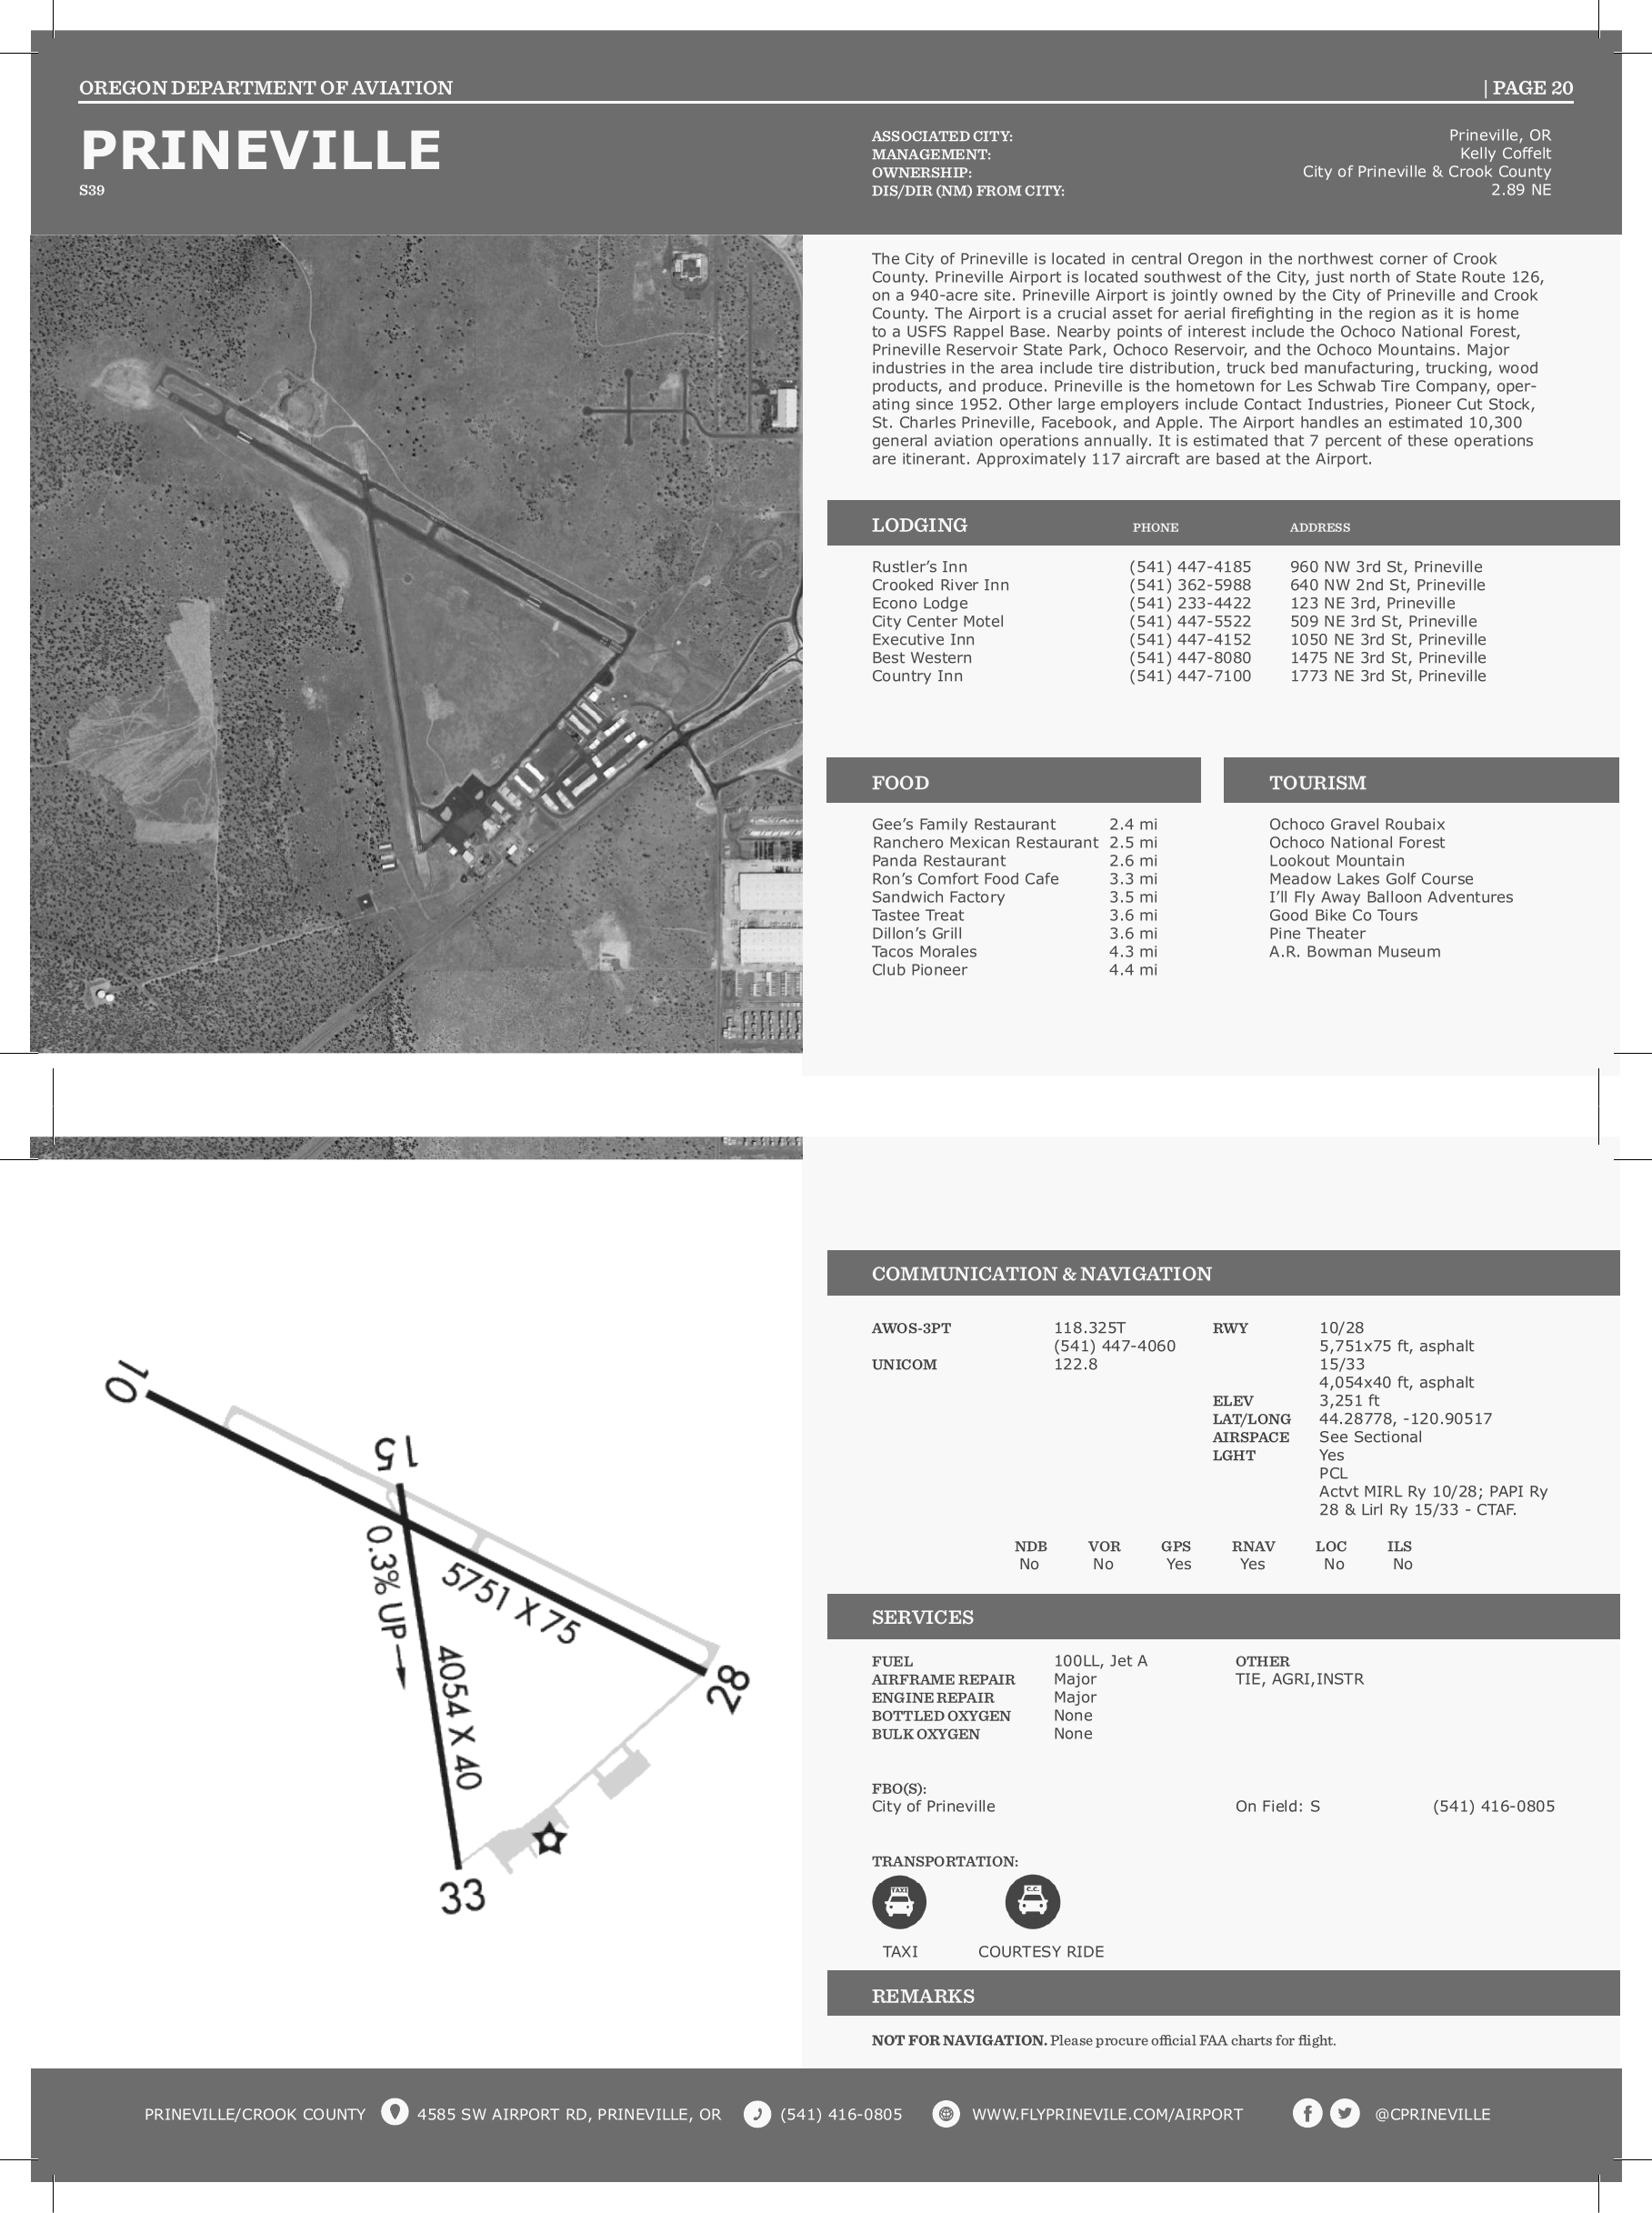 OREGON DEPARTMENT OF AVIATION
| PAGE 20
PRINEVILLE
S39
ASSOCIATED CITY: Prineville, OR
MANAGEMENT: Kelly Coffelt
OWNERSHIP: City of Prineville & Crook County
DIS/DIR (NM) FROM CITY: 2.89 NE
The City of Prineville is located in central Oregon in the northwest corner of Crook
County. Prineville Airport is located southwest of the City, just north of State Route 126,
on a 940-acre site. Prineville Airport is jointly owned by the City of Prineville and Crook
County. The Airport is a crucial asset for aerial firefighting in the region as it is home
to a USFS Rappel Base. Nearby points of interest include the Ochoco National Forest,
Prineville Reservoir State Park, Ochoco Reservoir, and the Ochoco Mountains. Major
industries in the area include tire distribution, truck bed manufacturing, trucking, wood
products, and produce. Prineville is the hometown for Les Schwab Tire Company, oper-
ating since 1952. Other large employers include Contact Industries, Pioneer Cut Stock,
St. Charles Prineville, Facebook, and Apple. The Airport handles an estimated 10,300
general aviation operations annually. It is estimated that 7 percent of these operations
are itinerant. Approximately 117 aircraft are based at the Airport.
LODGING PHONE ADDRESS
Rustler’s Inn (541) 447-4185 960 NW 3rd St, Prineville
Crooked River Inn (541) 362-5988 640 NW 2nd St, Prineville
Econo Lodge (541) 233-4422 123 NE 3rd, Prineville
City Center Motel (541) 447-5522 509 NE 3rd St, Prineville
Executive Inn (541) 447-4152 1050 NE 3rd St, Prineville
Best Western (541) 447-8080 1475 NE 3rd St, Prineville
Country Inn (541) 447-7100 1773 NE 3rd St, Prineville
FOOD
Gee’s Family Restaurant 2.4 mi
Ranchero Mexican Restaurant 2.5 mi
Panda Restaurant 2.6 mi
Ron’s Comfort Food Cafe 3.3 mi
Sandwich Factory 3.5 mi
Tastee Treat 3.6 mi
Dillon’s Grill 3.6 mi
Tacos Morales 4.3 mi
Club Pioneer 4.4 mi
TOURISM
Ochoco Gravel Roubaix
Ochoco National Forest
Lookout Mountain
Meadow Lakes Golf Course
I’ll Fly Away Balloon Adventures
Good Bike Co Tours
Pine Theater
A.R. Bowman Museum
10
15
0.3% UP
5751 X 75
4054 X 40
28
33
COMMUNICATION & NAVIGATION
AWOS-3PT 118.325T
(541) 447-4060
UNICOM 122.8
RWY 10/28
5,751x75 ft, asphalt
15/33
4,054x40 ft, asphalt
ELEV 3,251 ft
LAT/LONG 44.28778, -120.90517
AIRSPACE See Sectional
LGHT Yes
PCL
Actvt MIRL Ry 10/28; PAPI Ry
28 & Lirl Ry 15/33 - CTAF.
NDB VOR GPS RNAV LOC ILS
No No Yes Yes No No
SERVICES
FUEL 100LL, Jet A
AIRFRAME REPAIR Major
ENGINE REPAIR Major
BOTTLED OXYGEN None
BULK OXYGEN None
OTHER
TIE, AGRI,INSTR
FBO(S):
City of Prineville On Field: S (541) 416-0805
TRANSPORTATION:
TAXI C.C.
TAXI COURTESY RIDE
REMARKS
NOT FOR NAVIGATION. Please procure official FAA charts for flight.
PRINEVILLE/CROOK COUNTY 4585 SW AIRPORT RD, PRINEVILLE, OR (541) 416-0805 WWW.FLYPRINEVILE.COM/AIRPORT @CPRINEVILLE